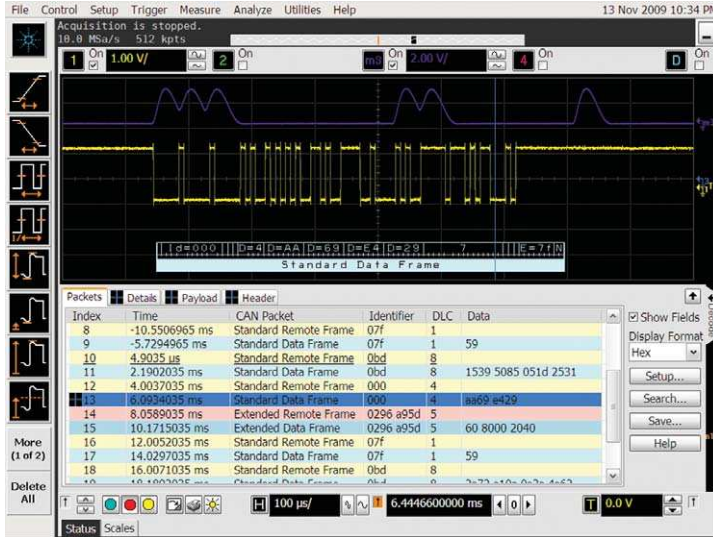 File Control Setup Trigger Measure Analyze Utilities Help 13 Nov 2009 10:34 PM
Acquisition is stopped.
10.0 MSa/s 512 kpts
1 On 1.00 V/ 2 On m3 On 2.00 V/ 4 On D On
Id=000 D=4 D=AA D=69 D=E4 D=29 7 E=7f N
Standard Data Frame
Packets Details Payload Header
Index Time CAN Packet Identifier DLC Data
8 -10.5506965 ms Standard Remote Frame 07f 1
9 -5.7294965 ms Standard Data Frame 07f 1 59
10 4.9035 µs Standard Remote Frame 0bd 8
11 2.1902035 ms Standard Data Frame 0bd 8 1539 5085 051d 2531
12 4.0037035 ms Standard Remote Frame 000 4
13 6.0934035 ms Standard Data Frame 000 4 aa69 e429
14 8.0589035 ms Extended Remote Frame 0296 a95d 5
15 10.1715035 ms Extended Data Frame 0296 a95d 5 60 8000 2040
16 12.0052035 ms Standard Remote Frame 07f 1
17 14.0297035 ms Standard Data Frame 07f 1 59
18 16.0071035 ms Standard Remote Frame 0bd 8
Show Fields
Display Format
Hex
Setup...
Search...
Save...
Help
Decode
More
(1 of 2)
Delete
All
H 100 µs/ 6.4446600000 ms 0 T 0.0 V
Status Scales